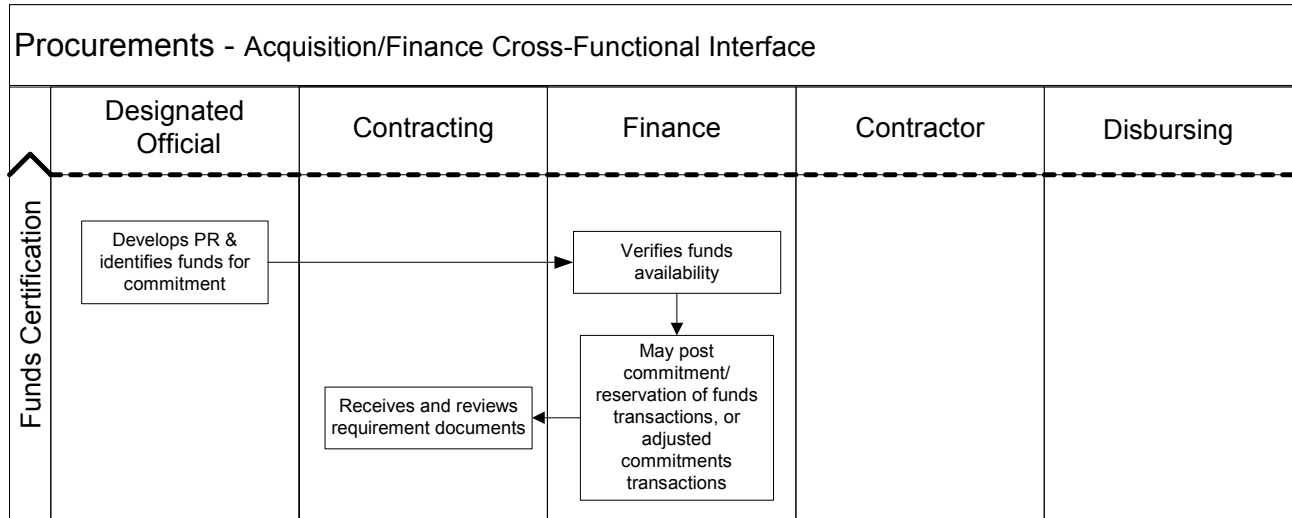 Procurements - Acquisition/Finance Cross-Functional Interface
Designated
Official
Contracting
Finance
Contractor
Disbursing
Funds Certification
Develops PR &
identifies funds for
commitment
Verifies funds
availability
May post
commitment/
reservation of funds
transactions, or
adjusted
commitments
transactions
Receives and reviews
requirement documents